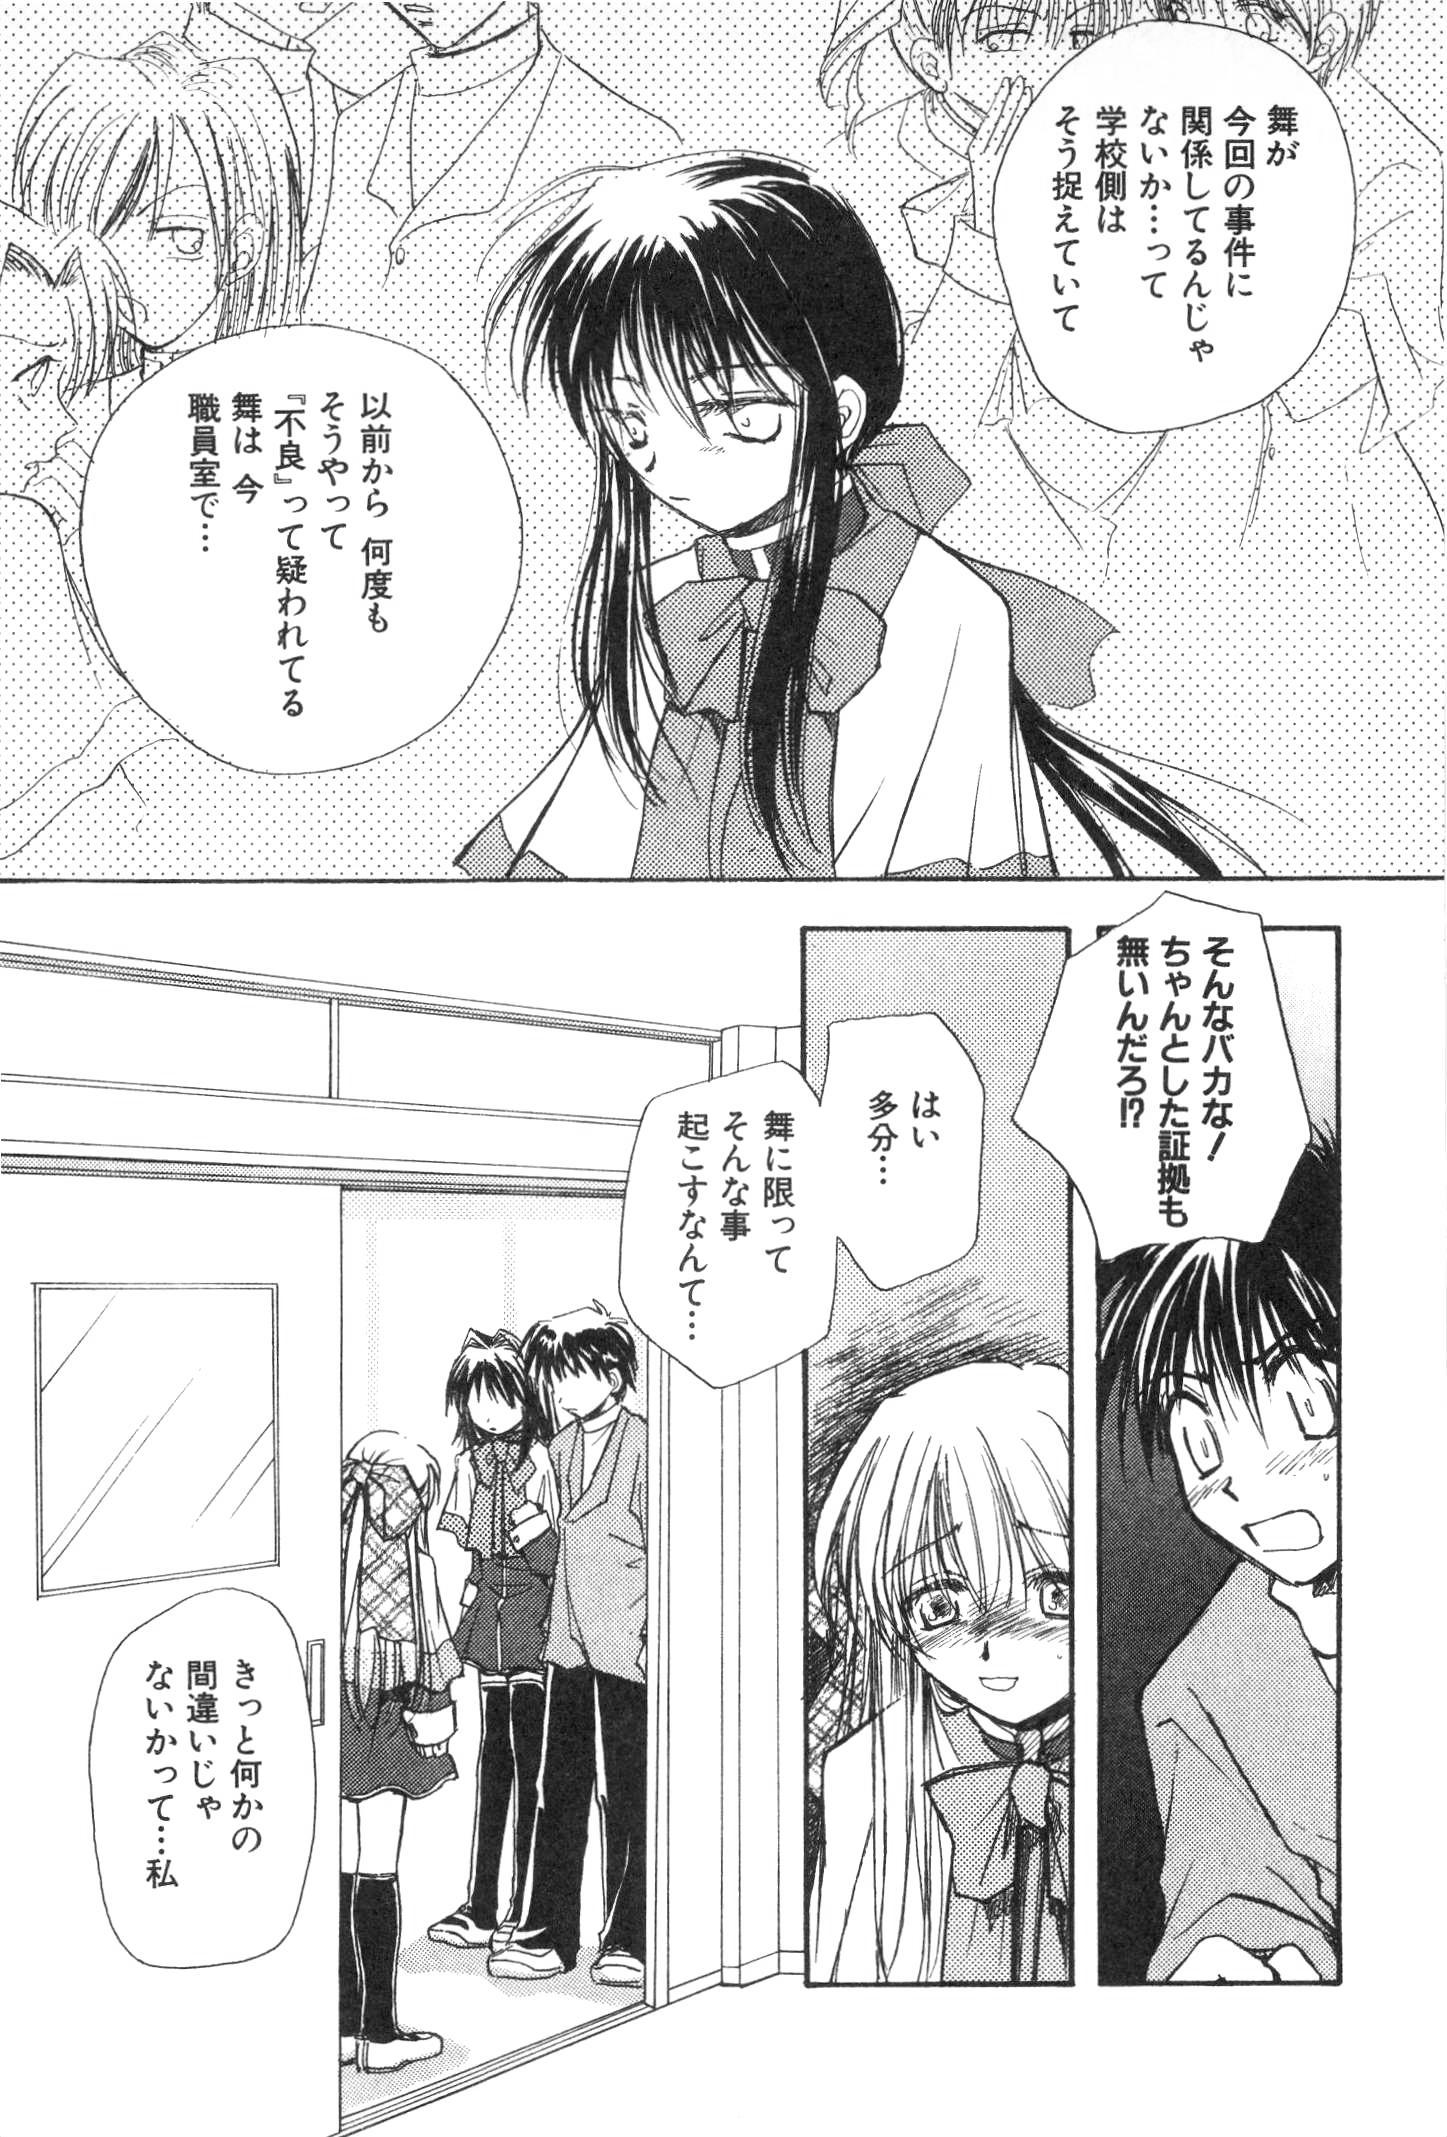 舞が
今回の事件に
関係してるんじゃ
ないか…って
学校側は
そう捉えていて
以前から 何度も
そうやって
『不良』って疑われてる
舞は 今
職員室で…
そんなバカな!
ちゃんとした証拠も
無いんだろ!?
はい
多分…
舞に限って
そんな事
起こすなんて…
きっと何かの
間違いじゃ
ないかって…私